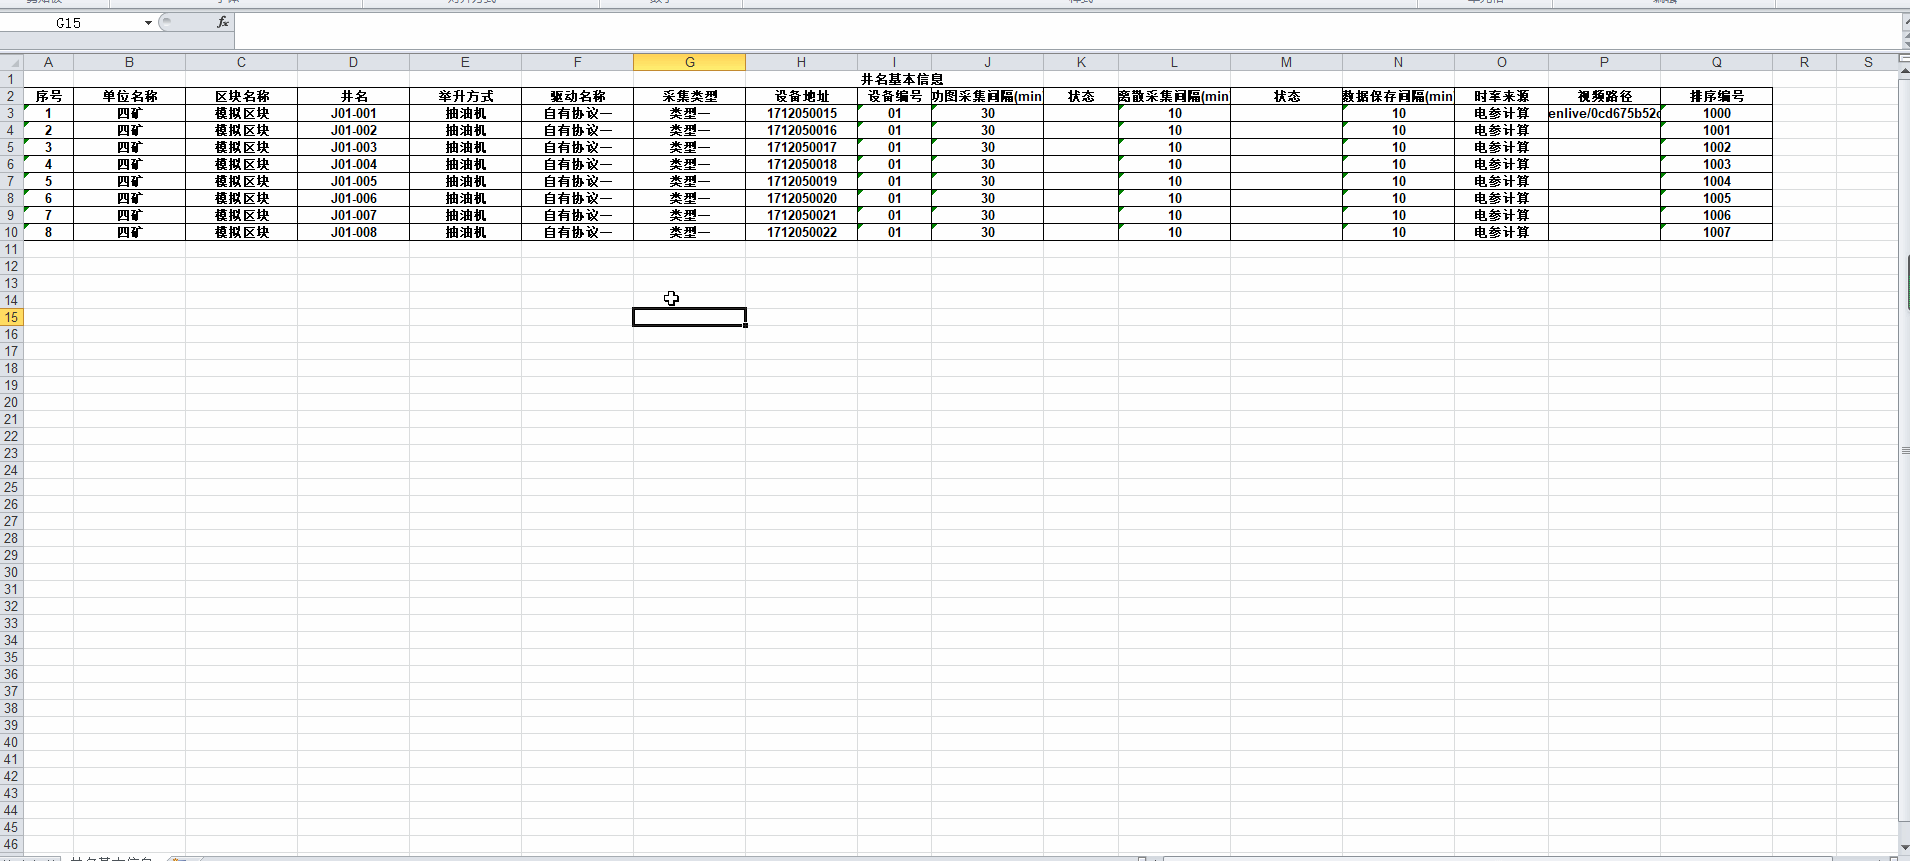 G15 fx
A B C D E F G H I J K L M N O P Q R S
1 井名基本信息
2 序号 单位名称 区块名称 井名 举升方式 驱动名称 采集类型 设备地址 设备编号 功图采集间隔(min 状态 离散采集间隔(min 状态 数据保存间隔(min 时率来源 视频路径 排序编号
3 1 四矿 模拟区块 J01-001 抽油机 自有协议一 类型一 1712050015 01 30 10 10 电参计算 enlive/0cd675b52 1000
4 2 四矿 模拟区块 J01-002 抽油机 自有协议一 类型一 1712050016 01 30 10 10 电参计算 1001
5 3 四矿 模拟区块 J01-003 抽油机 自有协议一 类型一 1712050017 01 30 10 10 电参计算 1002
6 4 四矿 模拟区块 J01-004 抽油机 自有协议一 类型一 1712050018 01 30 10 10 电参计算 1003
7 5 四矿 模拟区块 J01-005 抽油机 自有协议一 类型一 1712050019 01 30 10 10 电参计算 1004
8 6 四矿 模拟区块 J01-006 抽油机 自有协议一 类型一 1712050020 01 30 10 10 电参计算 1005
9 7 四矿 模拟区块 J01-007 抽油机 自有协议一 类型一 1712050021 01 30 10 10 电参计算 1006
10 8 四矿 模拟区块 J01-008 抽油机 自有协议一 类型一 1712050022 01 30 10 10 电参计算 1007
11
12
13
14
15
16
17
18
19
20
21
22
23
24
25
26
27
28
29
30
31
32
33
34
35
36
37
38
39
40
41
42
43
44
45
46
井名基本信息